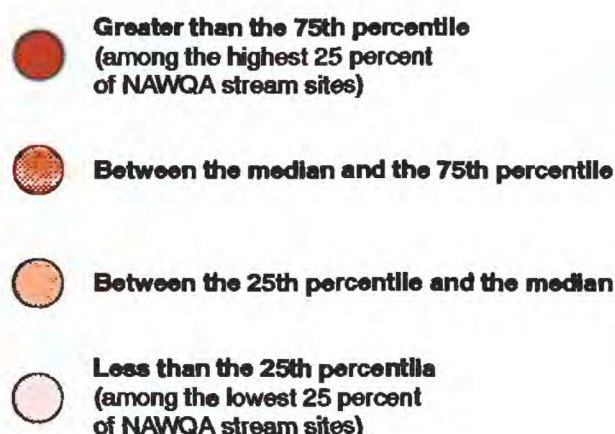 Greater than the 75th percentile
(among the highest 25 percent
of NAWQA stream sites)
Between the median and the 75th percentile
Between the 25th percentile and the median
Less than the 25th percentila
(among the lowest 25 percent
of NAWQA stream sites)